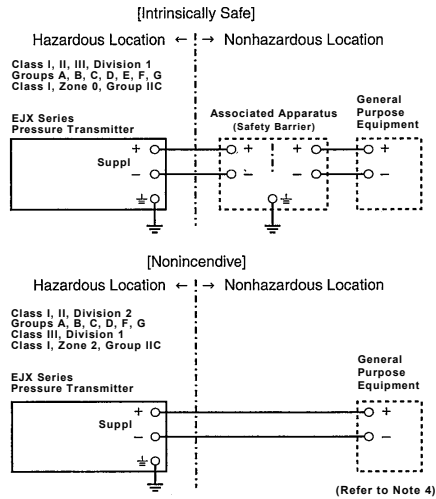 [Intrinsically Safe]
Hazardous Location ← → Nonhazardous Location
Class I, II, III, Division 1
Groups A, B, C, D, E, F, G
Class I, Zone 0, Group IIC
EJX Series
Pressure Transmitter
Associated Apparatus
(Safety Barrier)
General
Purpose
Equipment
Suppl
+ + + +
− − − −
[Nonincendive]
Hazardous Location ← → Nonhazardous Location
Class I, II, Division 2
Groups A, B, C, D, F, G
Class III, Division 1
Class I, Zone 2, Group IIC
EJX Series
Pressure Transmitter
General
Purpose
Equipment
Suppl
+ +
− −
(Refer to Note 4)